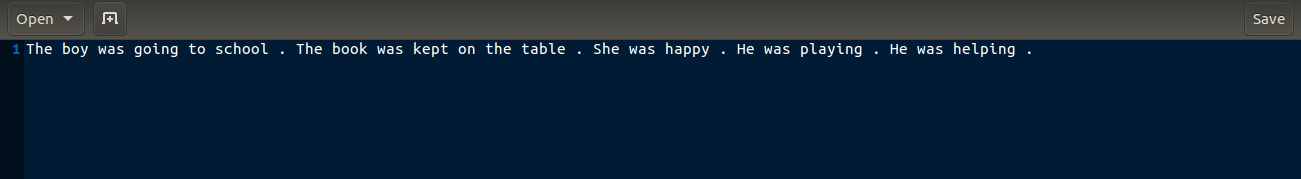 Open Save
1 The boy was going to school . The book was kept on the table . She was happy . He was playing . He was helping .